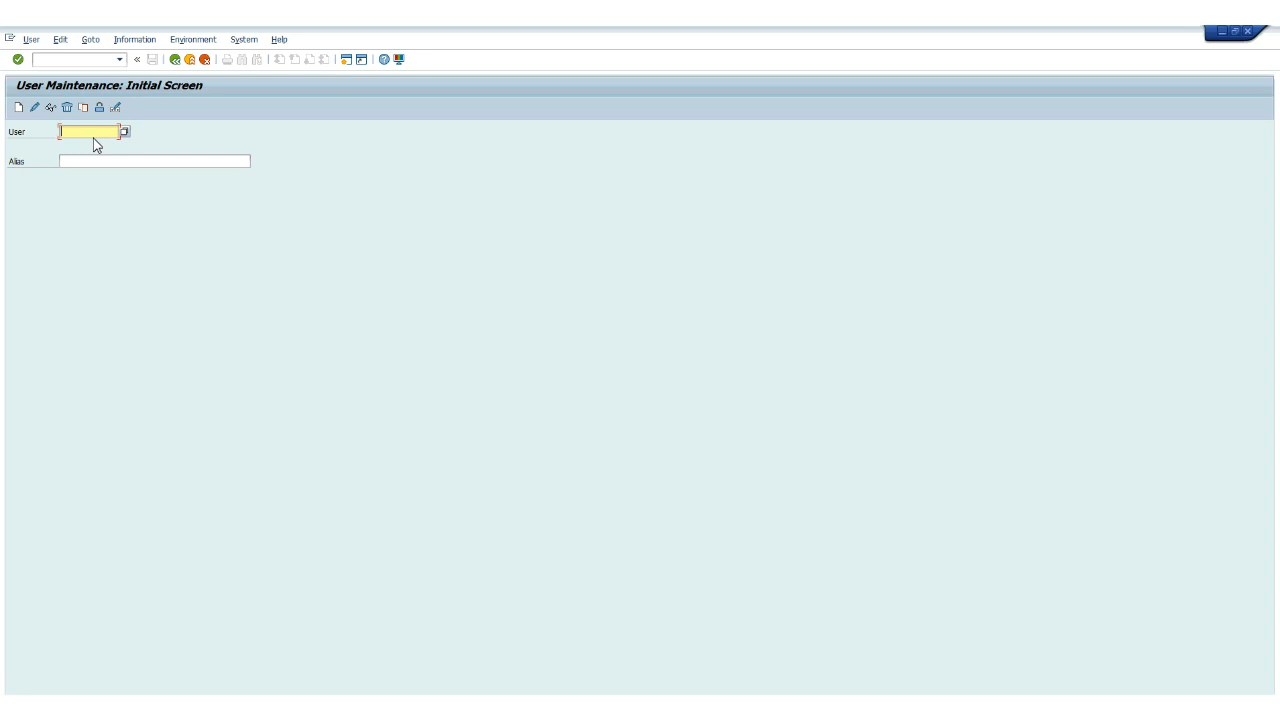 User Edit Goto Information Environment System Help
User Maintenance: Initial Screen
User
Alias